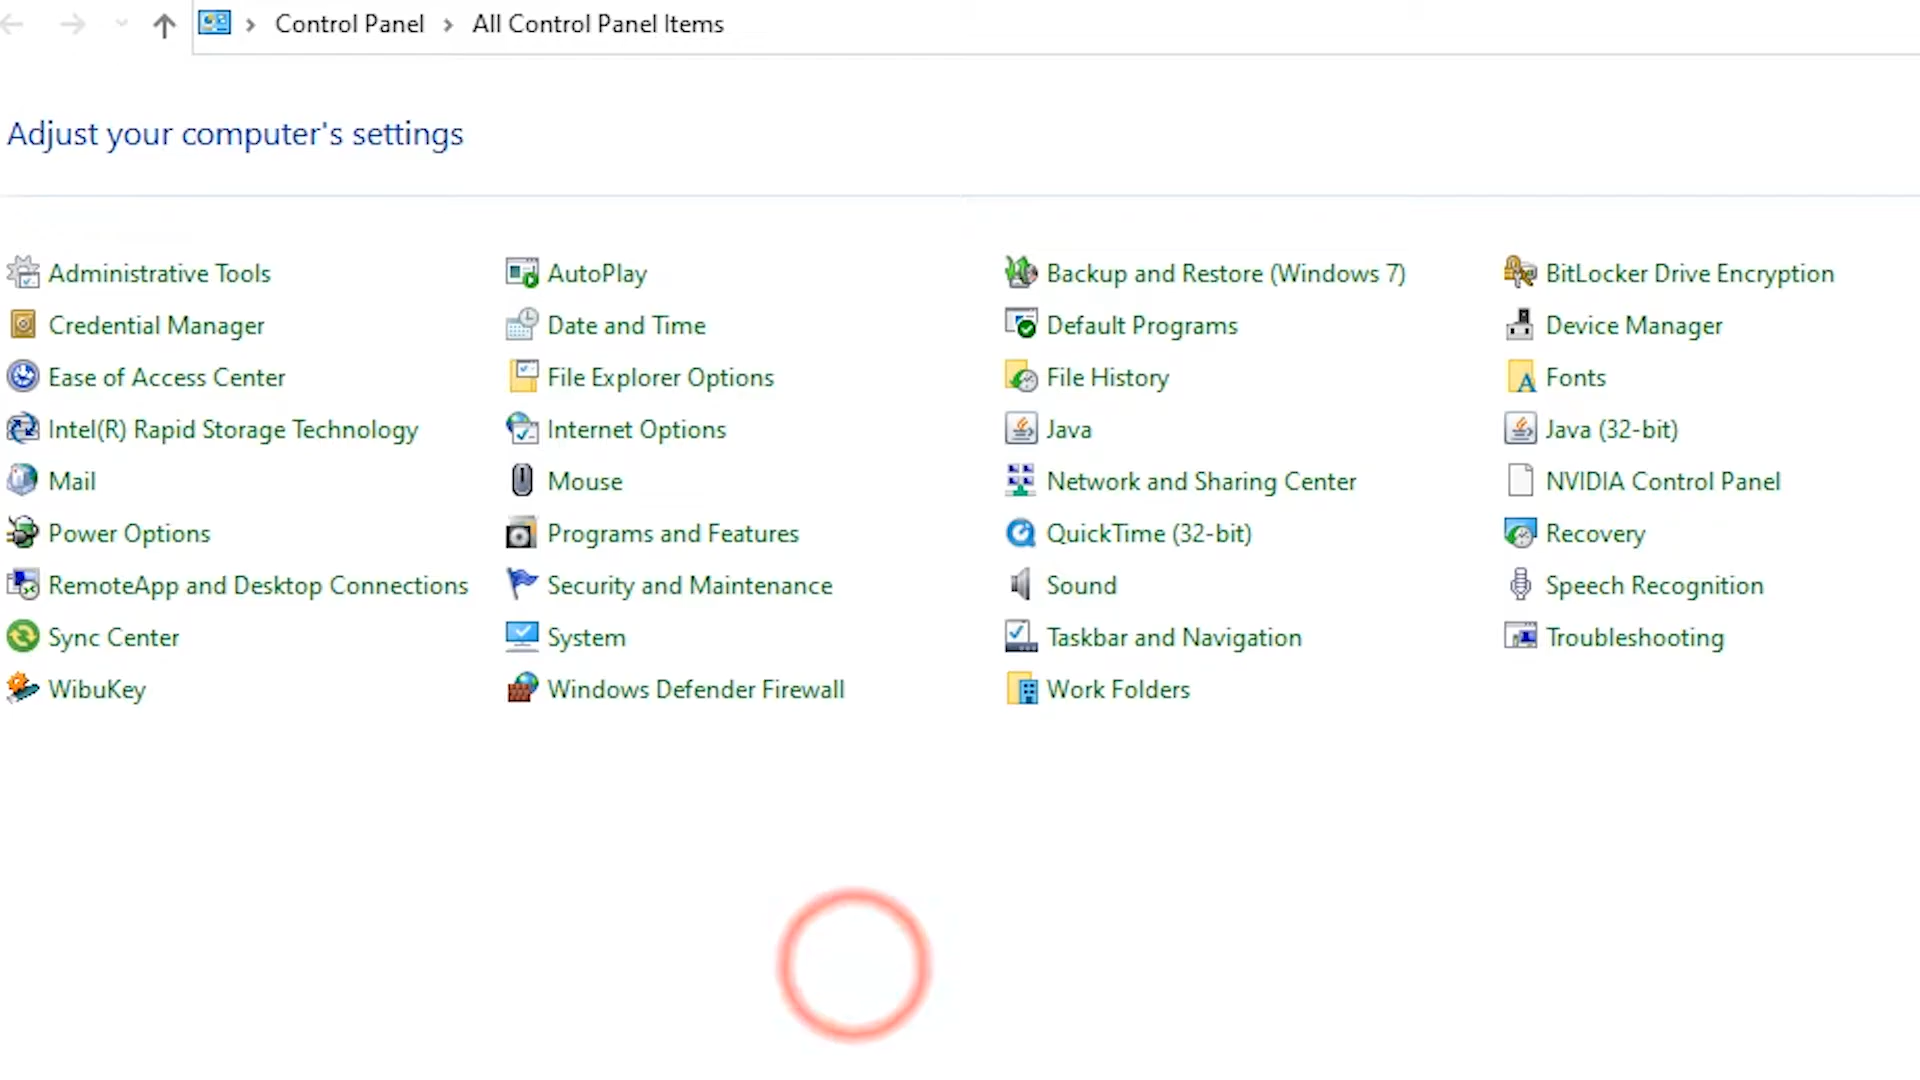 Control Panel > All Control Panel Items
Adjust your computer's settings
Administrative Tools AutoPlay Backup and Restore (Windows 7) BitLocker Drive Encryption
Credential Manager Date and Time Default Programs Device Manager
Ease of Access Center File Explorer Options File History Fonts
Intel(R) Rapid Storage Technology Internet Options Java Java (32-bit)
Mail Mouse Network and Sharing Center NVIDIA Control Panel
Power Options Programs and Features QuickTime (32-bit) Recovery
RemoteApp and Desktop Connections Security and Maintenance Sound Speech Recognition
Sync Center System Taskbar and Navigation Troubleshooting
WibuKey Windows Defender Firewall Work Folders